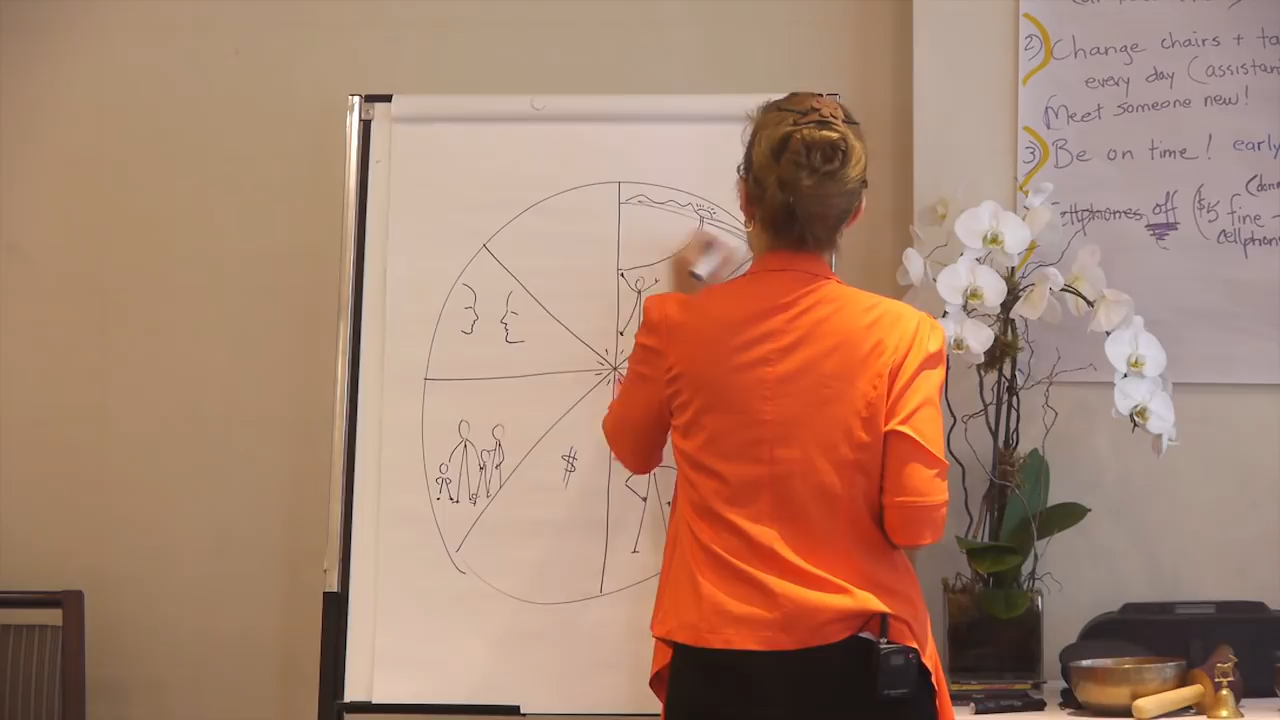 $
2) Change chairs + ta
every day (assistan
Meet someone new!
3) Be on time! early
Cellphones off ($5 fine
cellphon